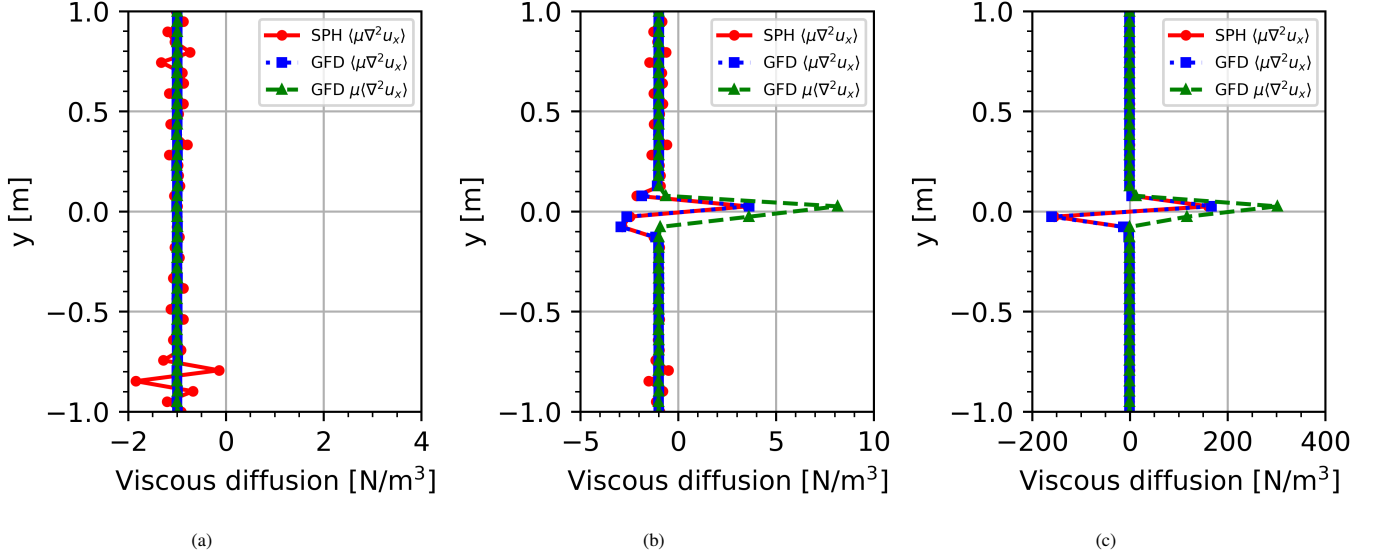 1.0
0.5
0.0
−0.5
−1.0
y [m]
SPH ⟨μ∇²uₓ⟩
GFD ⟨μ∇²uₓ⟩
GFD μ⟨∇²uₓ⟩
−2 0 2 4
Viscous diffusion [N/m³]
(a)
1.0
0.5
0.0
−0.5
−1.0
y [m]
SPH ⟨μ∇²uₓ⟩
GFD ⟨μ∇²uₓ⟩
GFD μ⟨∇²uₓ⟩
−5 0 5 10
Viscous diffusion [N/m³]
(b)
1.0
0.5
0.0
−0.5
−1.0
y [m]
SPH ⟨μ∇²uₓ⟩
GFD ⟨μ∇²uₓ⟩
GFD μ⟨∇²uₓ⟩
−200 0 200 400
Viscous diffusion [N/m³]
(c)